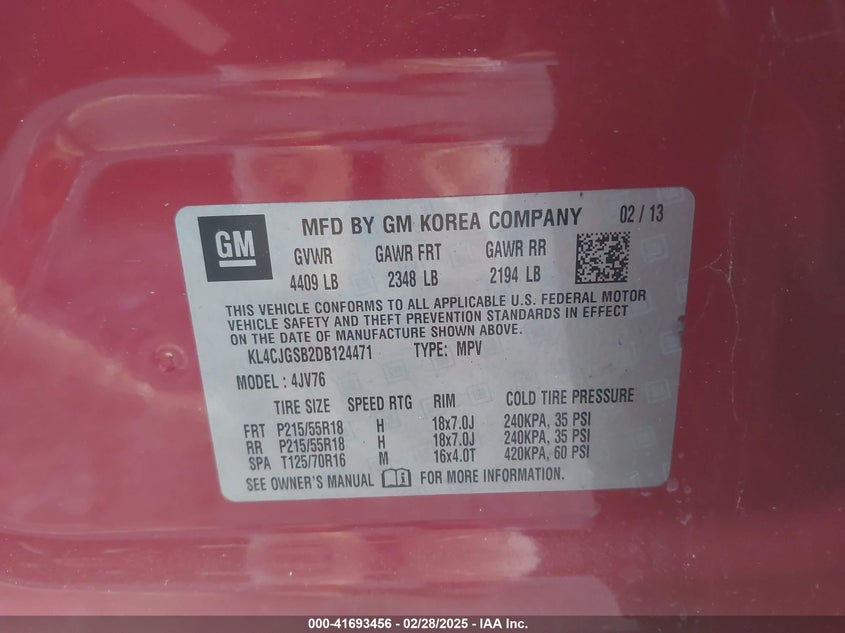 GM
MFD BY GM KOREA COMPANY 02 / 13
GVWR GAWR FRT GAWR RR
4409 LB 2348 LB 2194 LB
THIS VEHICLE CONFORMS TO ALL APPLICABLE U.S. FEDERAL MOTOR
VEHICLE SAFETY AND THEFT PREVENTION STANDARDS IN EFFECT
ON THE DATE OF MANUFACTURE SHOWN ABOVE.
KL4CJGSB2DB124471 TYPE: MPV
MODEL : 4JV76
TIRE SIZE SPEED RTG RIM COLD TIRE PRESSURE
FRT P215/55R18 H 18x7.0J 240KPA, 35 PSI
RR P215/55R18 H 18x7.0J 240KPA, 35 PSI
SPA T125/70R16 M 16x4.0T 420KPA, 60 PSI
SEE OWNER'S MANUAL FOR MORE INFORMATION.
000-41693456 - 02/28/2025 - IAA Inc.